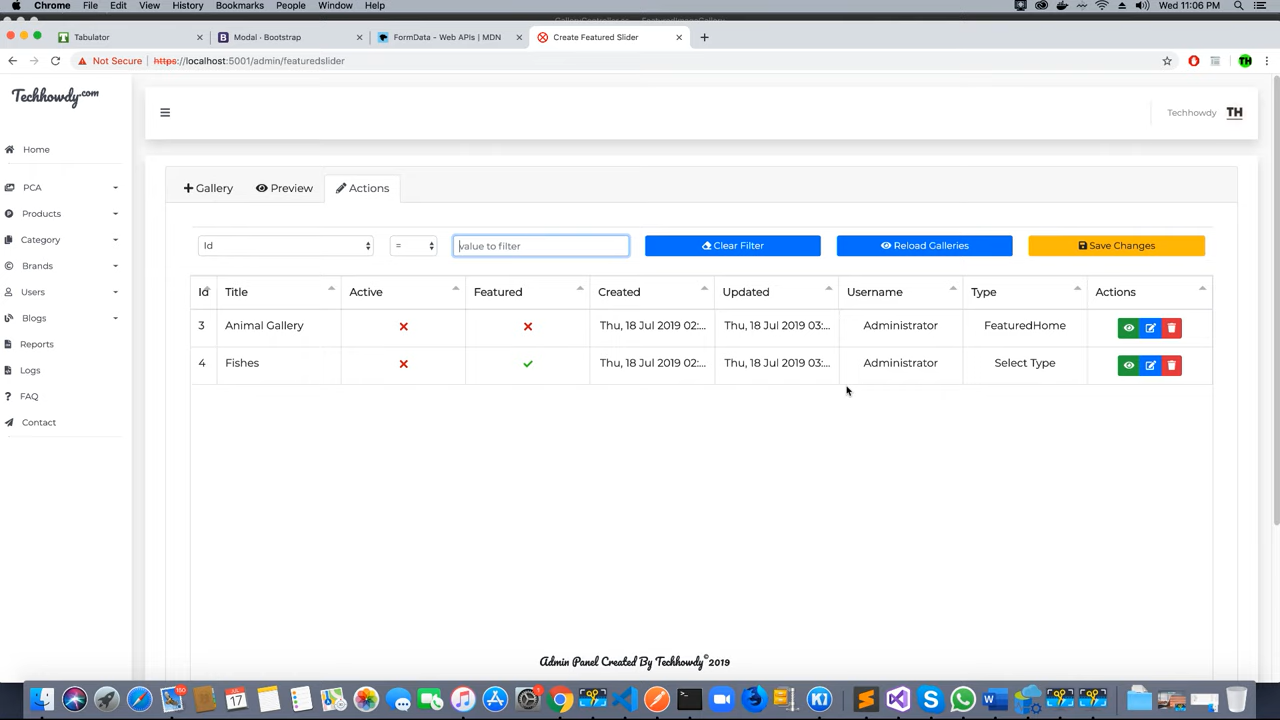 Chrome File Edit View History Bookmarks People Window Help Wed 11:06 PM
Tabulator Modal · Bootstrap FormData - Web APIs | MDN Create Featured Slider
Not Secure https://localhost:5001/admin/featuredslider TH
Techhowdy.com
Techhowdy TH
Home
PCA
Products
Category
Brands
Users
Blogs
Reports
Logs
FAQ
Contact
Gallery Preview Actions
Id = value to filter Clear Filter Reload Galleries Save Changes
Id Title Active Featured Created Updated Username Type Actions
3 Animal Gallery Thu, 18 Jul 2019 02:... Thu, 18 Jul 2019 03:... Administrator FeaturedHome
4 Fishes Thu, 18 Jul 2019 02:... Thu, 18 Jul 2019 03:... Administrator Select Type
Admin Panel Created By Techhowdy©2019